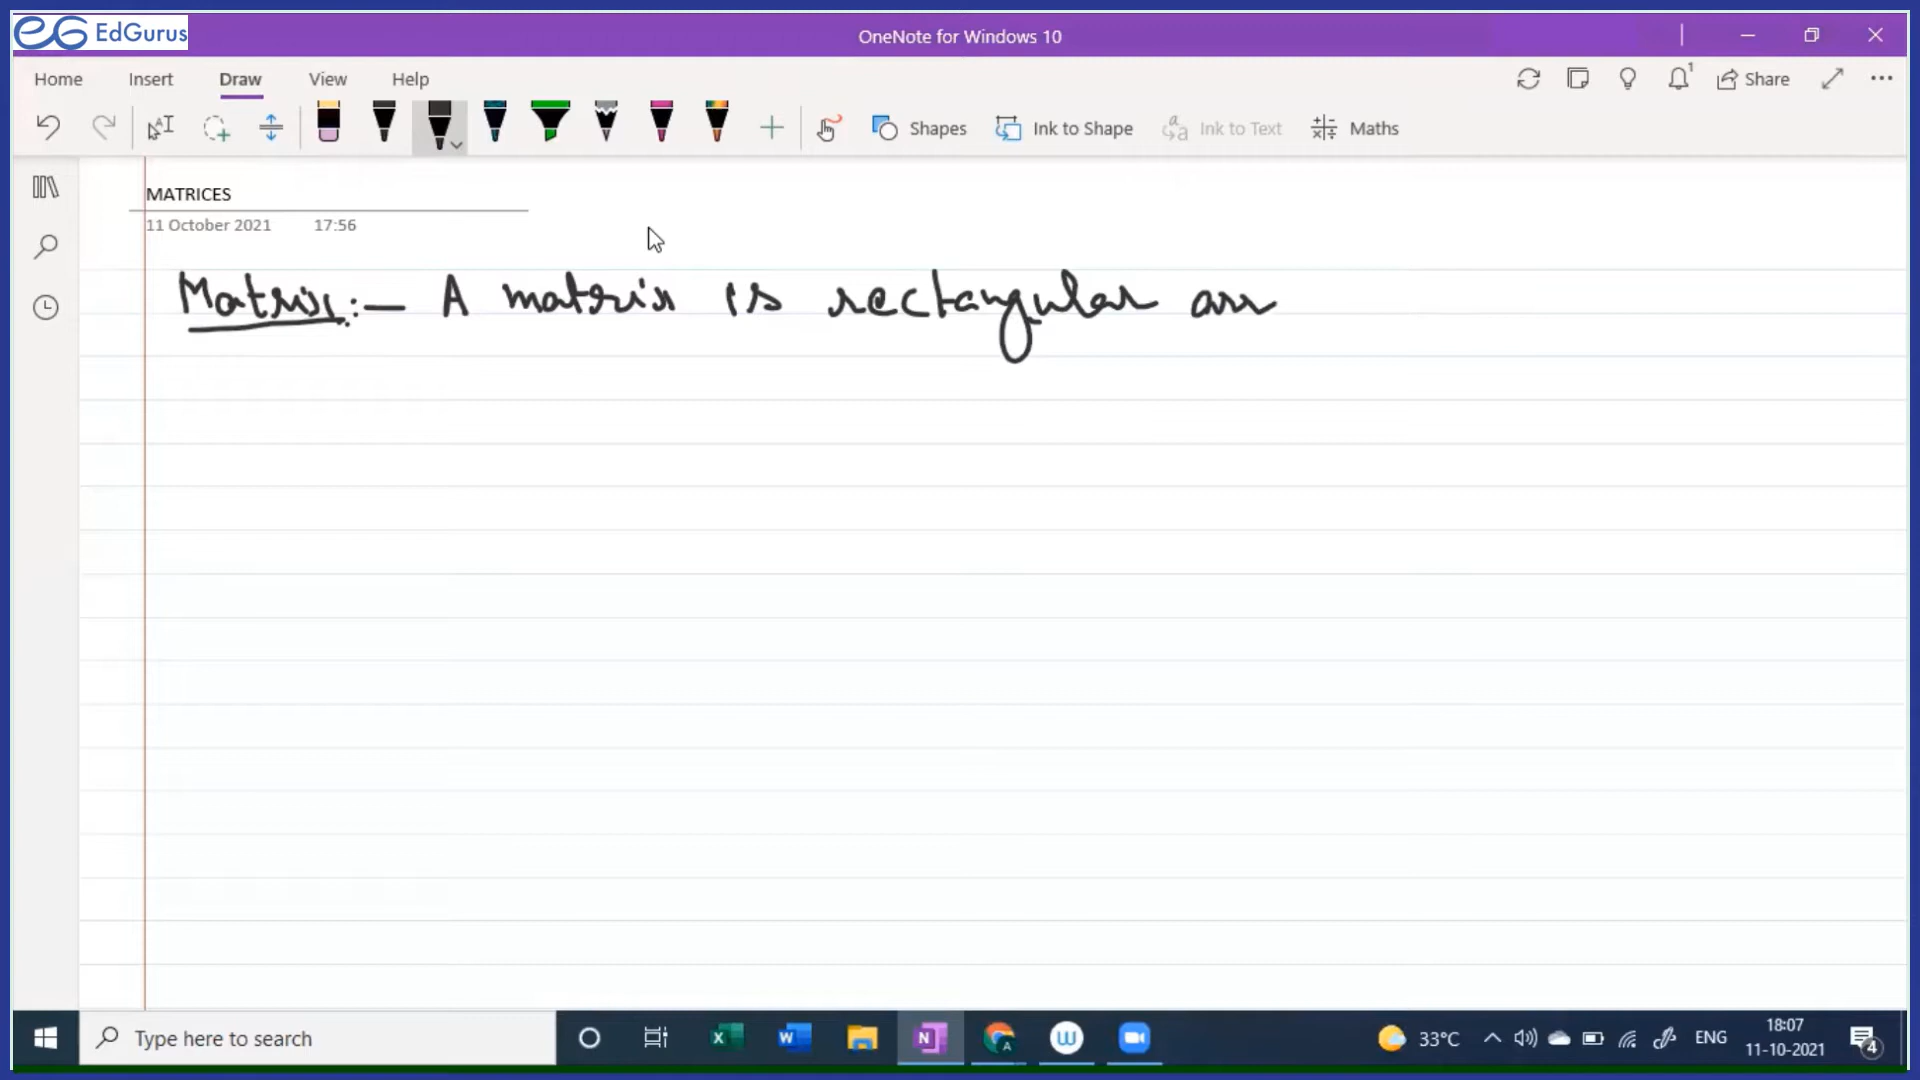 EdGurus
OneNote for Windows 10
Home Insert Draw View Help
Share
Shapes Ink to Shape Ink to Text Maths
MATRICES
11 October 2021 17:56
Matrix:— A matrix is rectangular arr
Type here to search
33°C ENG 18:07
11-10-2021
4